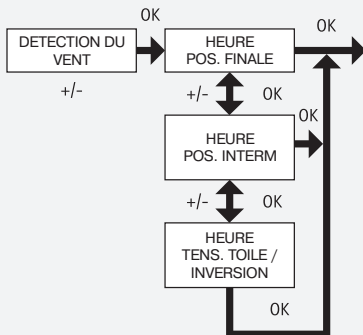 OK
OK
DETECTION DU
VENT
HEURE
POS. FINALE
+/-
+/-
OK
OK
HEURE
POS. INTERM
+/-
OK
HEURE
TENS. TOILE /
INVERSION
OK